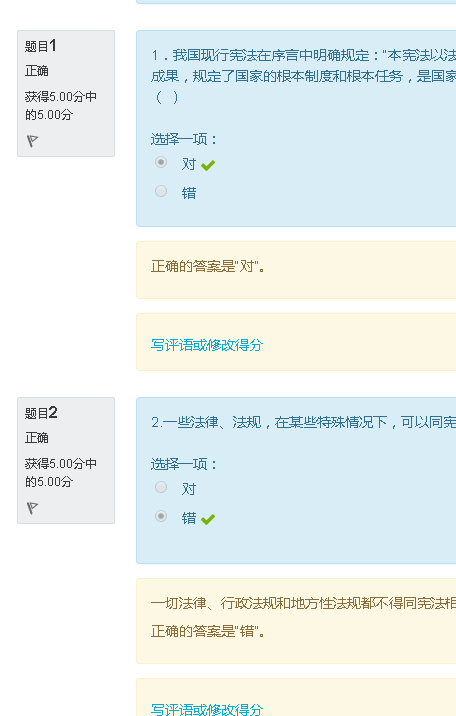 题目1
正确
获得5.00分中
的5.00分
1．我国现行宪法在序言中明确规定："本宪法以法
成果，规定了国家的根本制度和根本任务，是国家
（ ）
选择一项：
对
错
正确的答案是“对”。
写评语或修改得分
题目2
正确
获得5.00分中
的5.00分
2.一些法律、法规，在某些特殊情况下，可以同宪
选择一项：
对
错
一切法律、行政法规和地方性法规都不得同宪法相
正确的答案是“错”。
写评语或修改得分